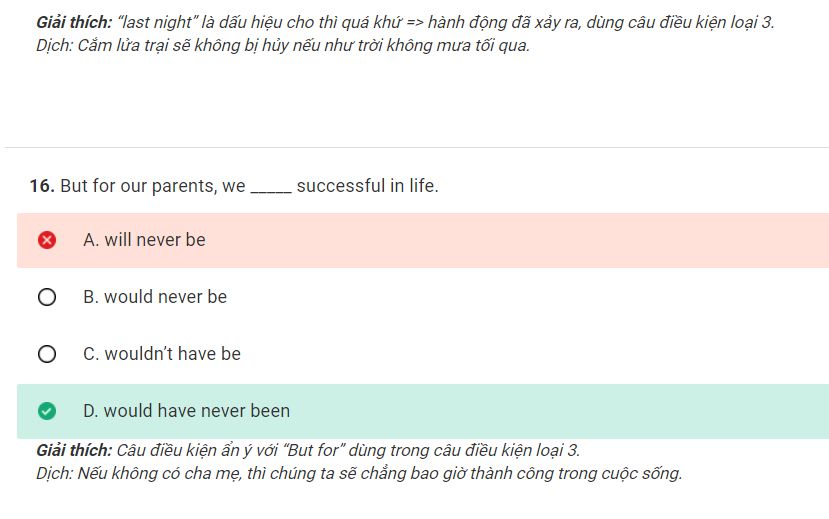 Giải thích: “last night” là dấu hiệu cho thì quá khứ => hành động đã xảy ra, dùng câu điều kiện loại 3.
Dịch: Cắm lửa trại sẽ không bị hủy nếu như trời không mưa tối qua.
16. But for our parents, we _____ successful in life.
A. will never be
B. would never be
C. wouldn’t have be
D. would have never been
Giải thích: Câu điều kiện ẩn ý với “But for” dùng trong câu điều kiện loại 3.
Dịch: Nếu không có cha mẹ, thì chúng ta sẽ chẳng bao giờ thành công trong cuộc sống.